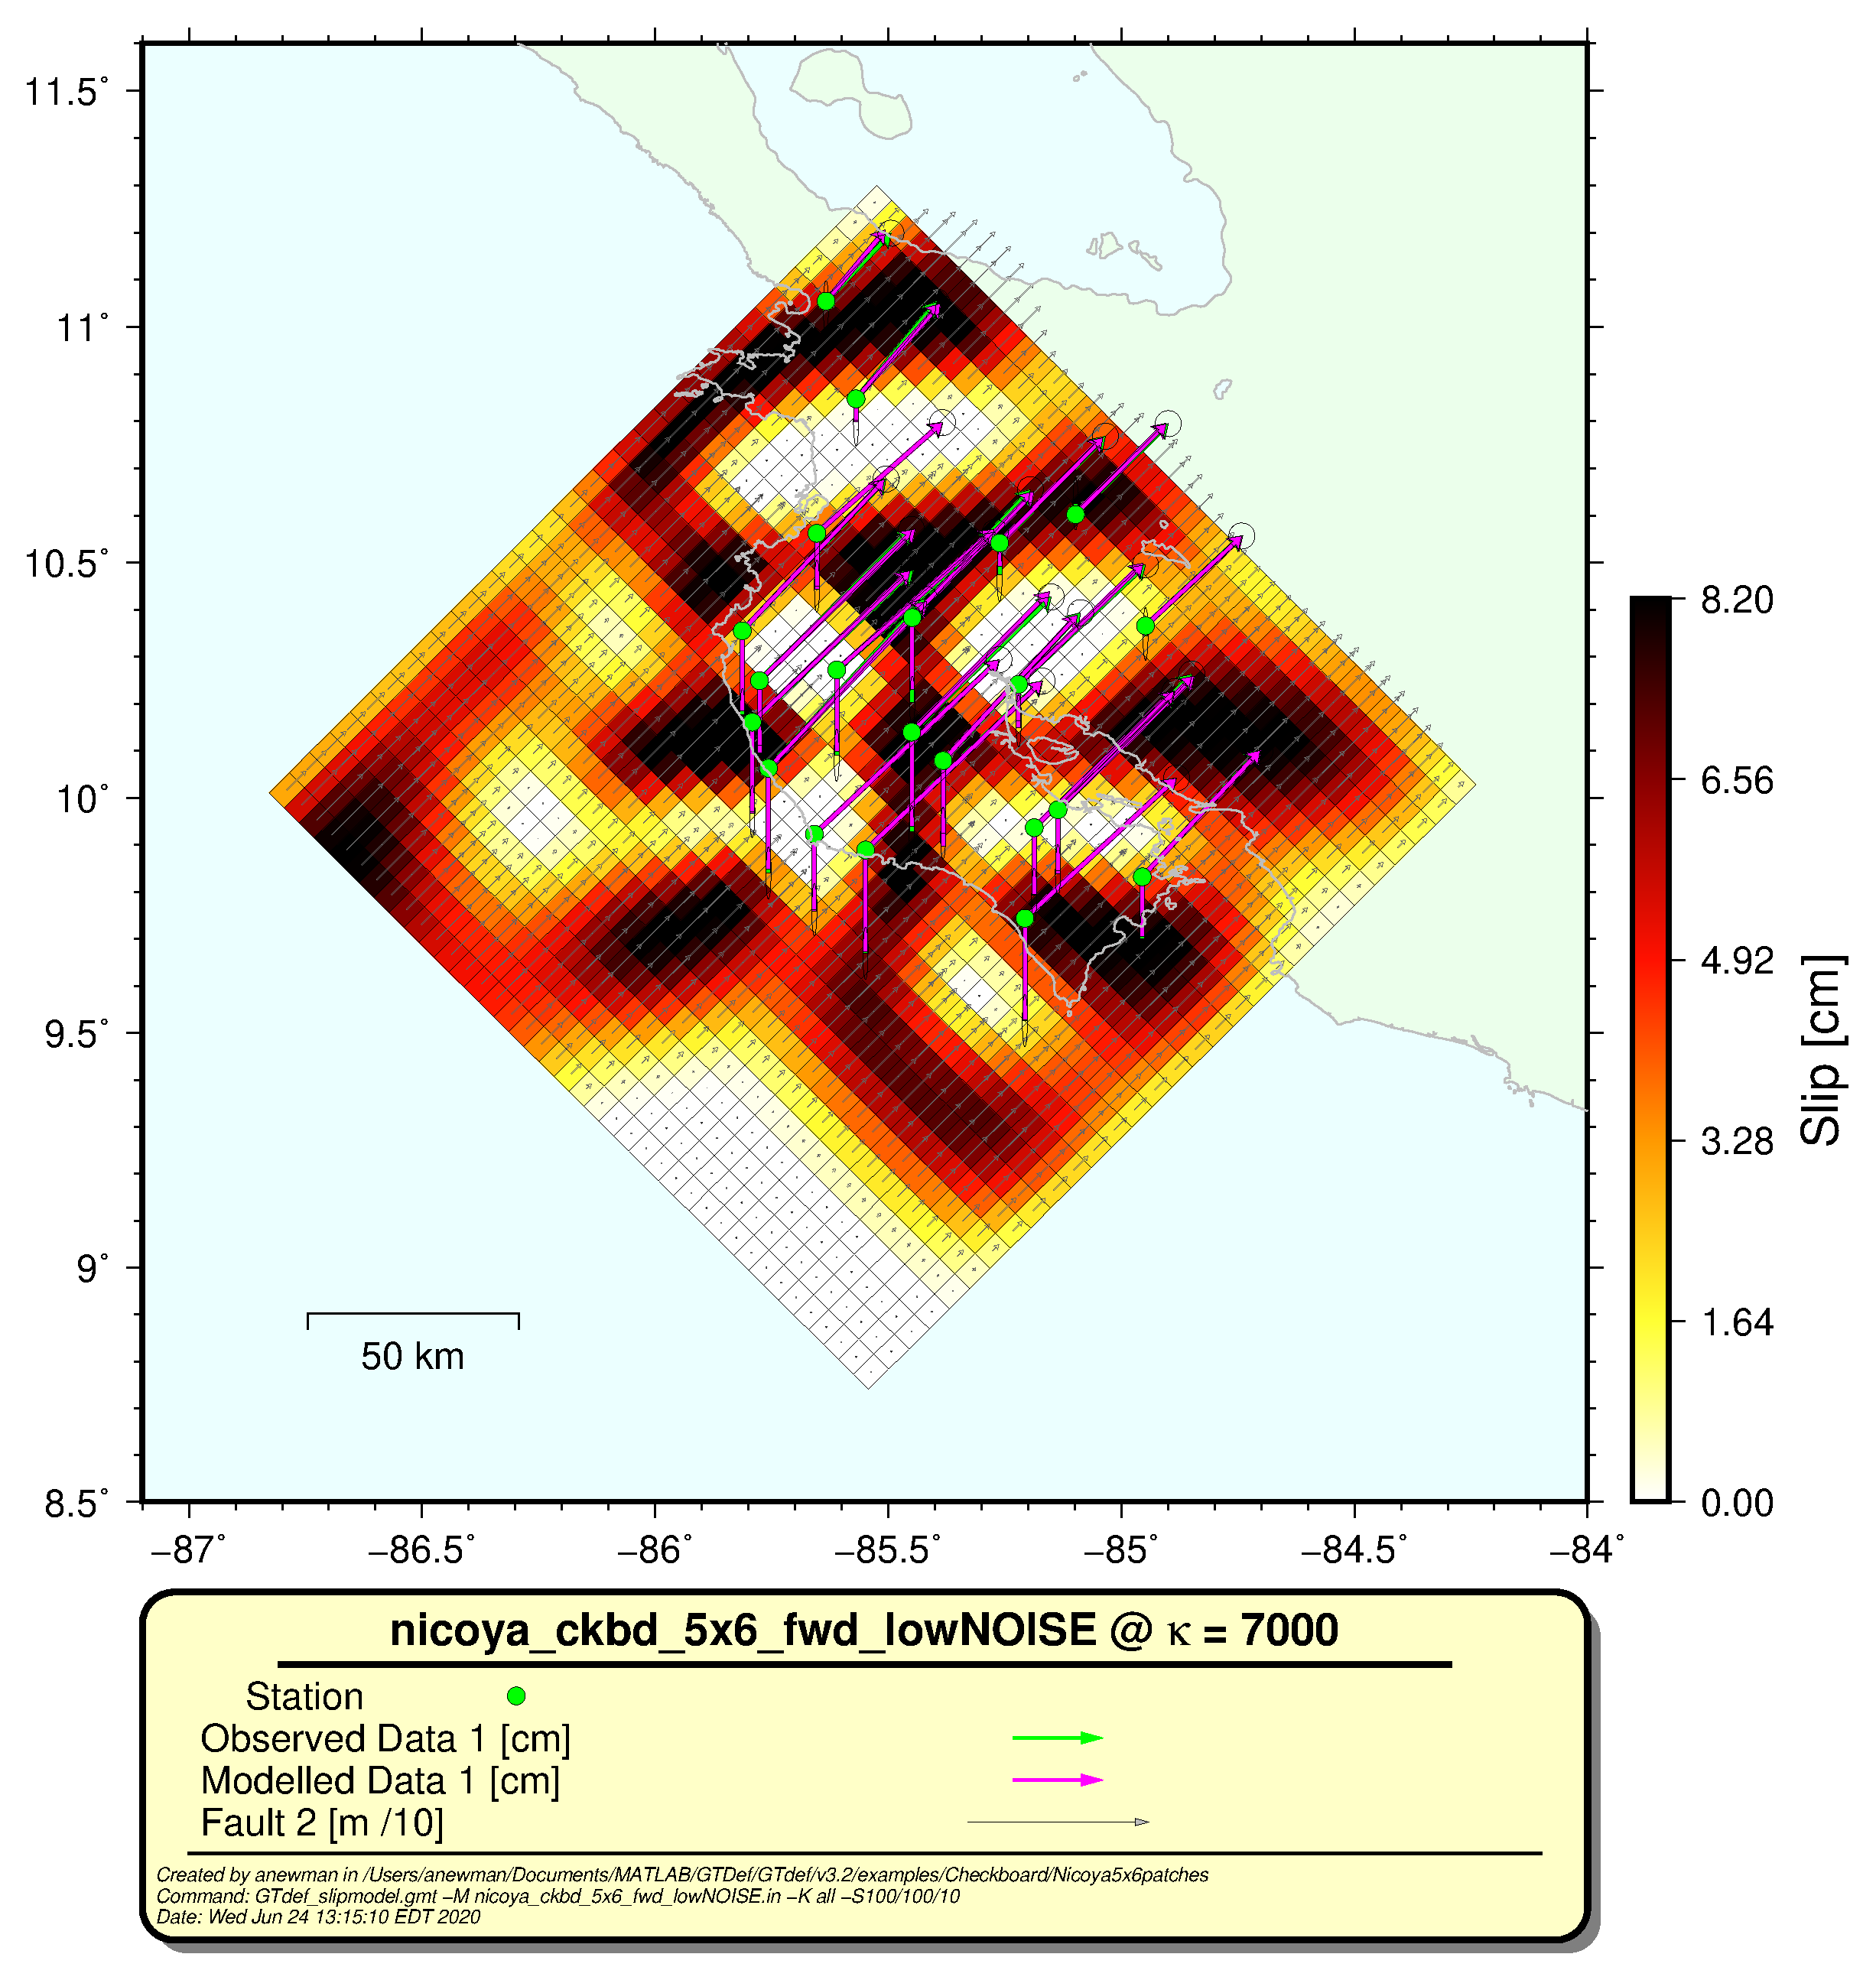 11.5°
11°
10.5°
10°
9.5°
9°
8.5°
−87°
−86.5°
−86°
−85.5°
−85°
−84.5°
−84°
50 km
8.20
6.56
4.92
3.28
1.64
0.00
Slip [cm]
nicoya_ckbd_5x6_fwd_lowNOISE @ κ = 7000
Station
Observed Data 1 [cm]
Modelled Data 1 [cm]
Fault 2 [m /10]
Created by anewman in /Users/anewman/Documents/MATLAB/GTDef/GTdef/v3.2/examples/Checkboard/Nicoya5x6patches
Command: GTdef_slipmodel.gmt −M nicoya_ckbd_5x6_fwd_lowNOISE.in −K all −S100/100/10
Date: Wed Jun 24 13:15:10 EDT 2020